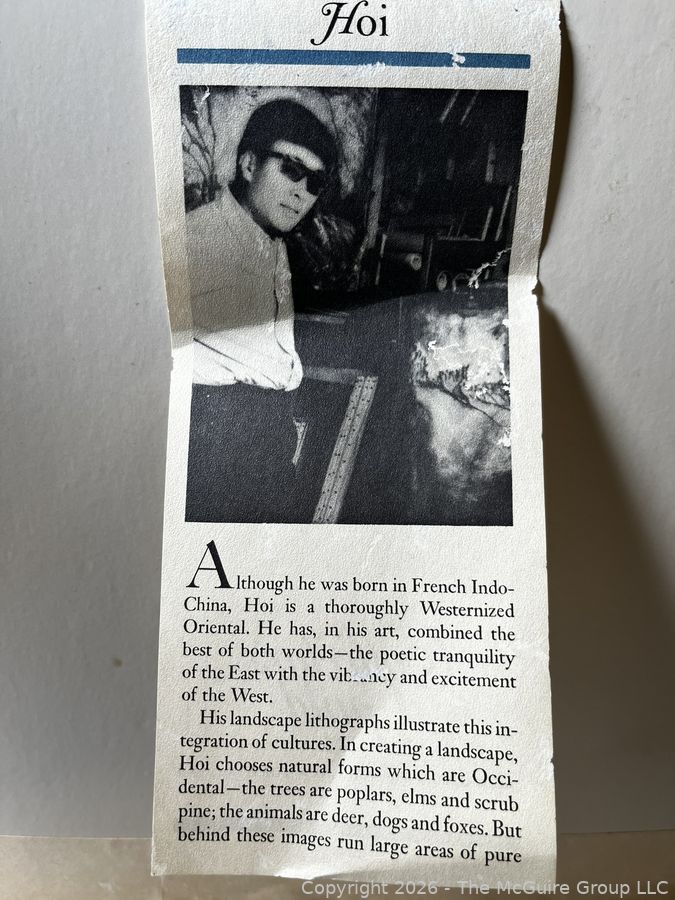 Hoi
Although he was born in French Indo-
China, Hoi is a thoroughly Westernized
Oriental. He has, in his art, combined the
best of both worlds—the poetic tranquility
of the East with the vibrancy and excitement
of the West.
His landscape lithographs illustrate this in-
tegration of cultures. In creating a landscape,
Hoi chooses natural forms which are Occi-
dental—the trees are poplars, elms and scrub
pine; the animals are deer, dogs and foxes. But
behind these images run large areas of pure
Copyright 2026 - The McGuire Group LLC